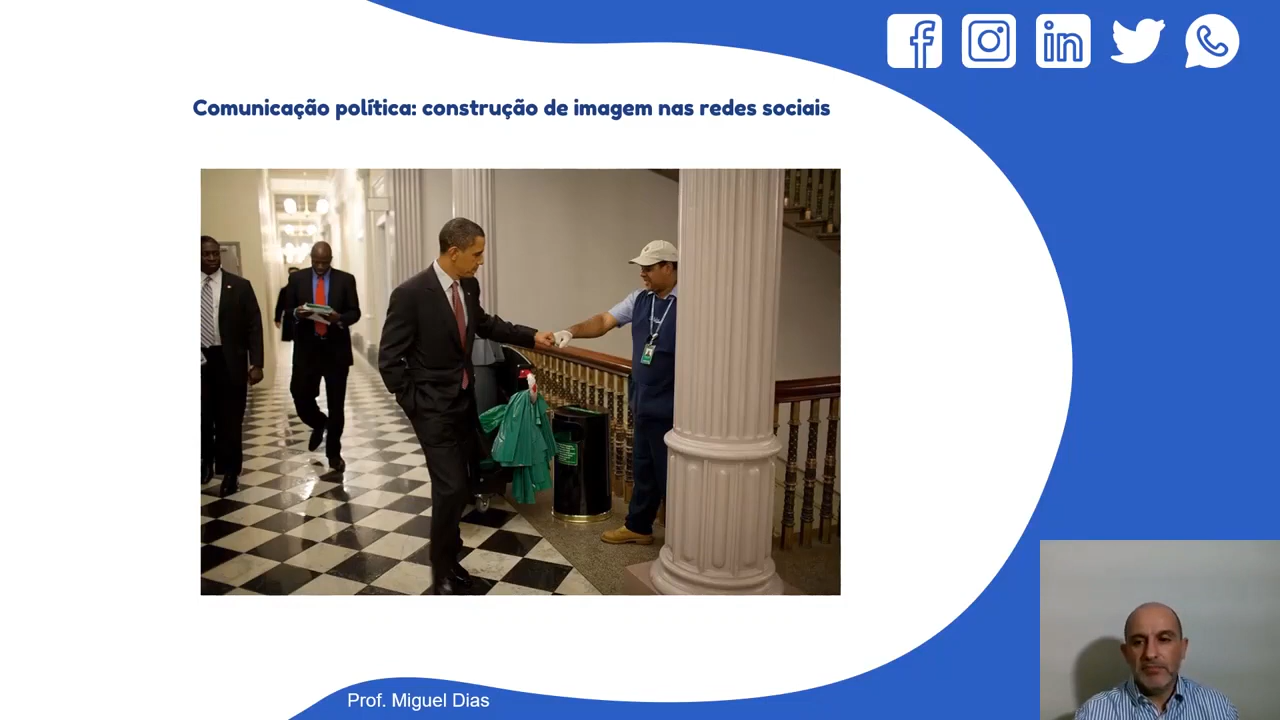 Comunicação política: construção de imagem nas redes sociais
Prof. Miguel Dias